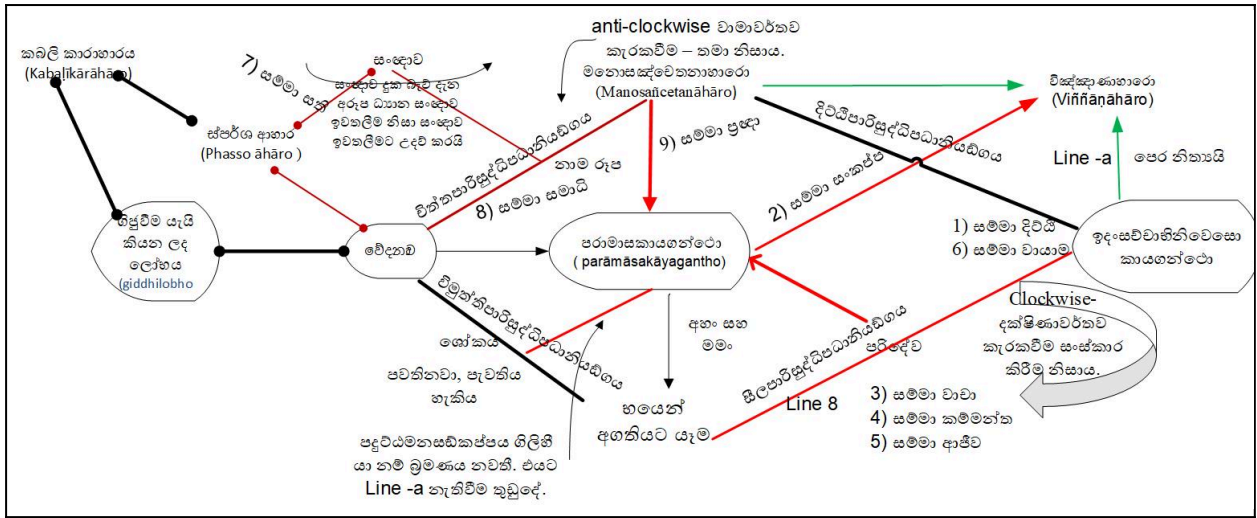 කබලි කාරාහාරය
(Kabaḷīkārāhāro)
7) සම්මා සති
සංඥාව
සංඥාව දුක බැව් දැන
අරූප ධ්‍යාන සංඥාව
ඉවතලීම නිසා සංඥාව
ඉවතලීමට උදව් කරයි
anti-clockwise වාමාවර්තව
කැරකවීම – තමා නිසාය.
මනොසඤ්චේතනාහාරො
(Manosañcetanāhāro)
විඤ්ඤාණාහාරො
(Viññāṇāhāro)
ස්පර්ශ ආහාර
(Phasso āhāro )
චිත්තපාරිසුද්ධිපධානියඞ්ගය
8) සම්මා සමාධි
නාම රූප
9) සම්මා ප්‍රඥා
2) සම්මා සංකප්ප
දිට්ඨිපාරිසුද්ධිපධානියඞ්ගය
Line -a
පෙර නිත්‍යයි
ගිජුවීම යැයි
කියන ලද
ලෝභය
(giddhilobho
වේදනාව
පරාමාසකායගන්ථො
( parāmāsakāyagantho)
1) සම්මා දිට්ඨි
6) සම්මා වායාම
ඉදංසච්චාභිනිවෙසො
කායගන්ථො
විමුත්තිපාරිසුද්ධිපධානියඞ්ගය
ශෝකය
පවතිනවා, පැවතිය
හැකිය
අහං සහ
මමං
සීලපාරිසුද්ධිපධානියඞ්ගය
පරිදේව
Clockwise-
දක්ෂිණාවර්තව
කැරකවීම සංස්කාර
කිරීම නිසාය.
භයෙන්
අගතියට යෑම
Line 8
3) සම්මා වාචා
4) සම්මා කම්මන්ත
5) සම්මා ආජීව
පදුට්ඨමනසඞ්කප්පය ගිලිහී
යා නම් භ්‍රමණය නවතී. එයට
Line -a නැතිවීම තුඩුදේ.